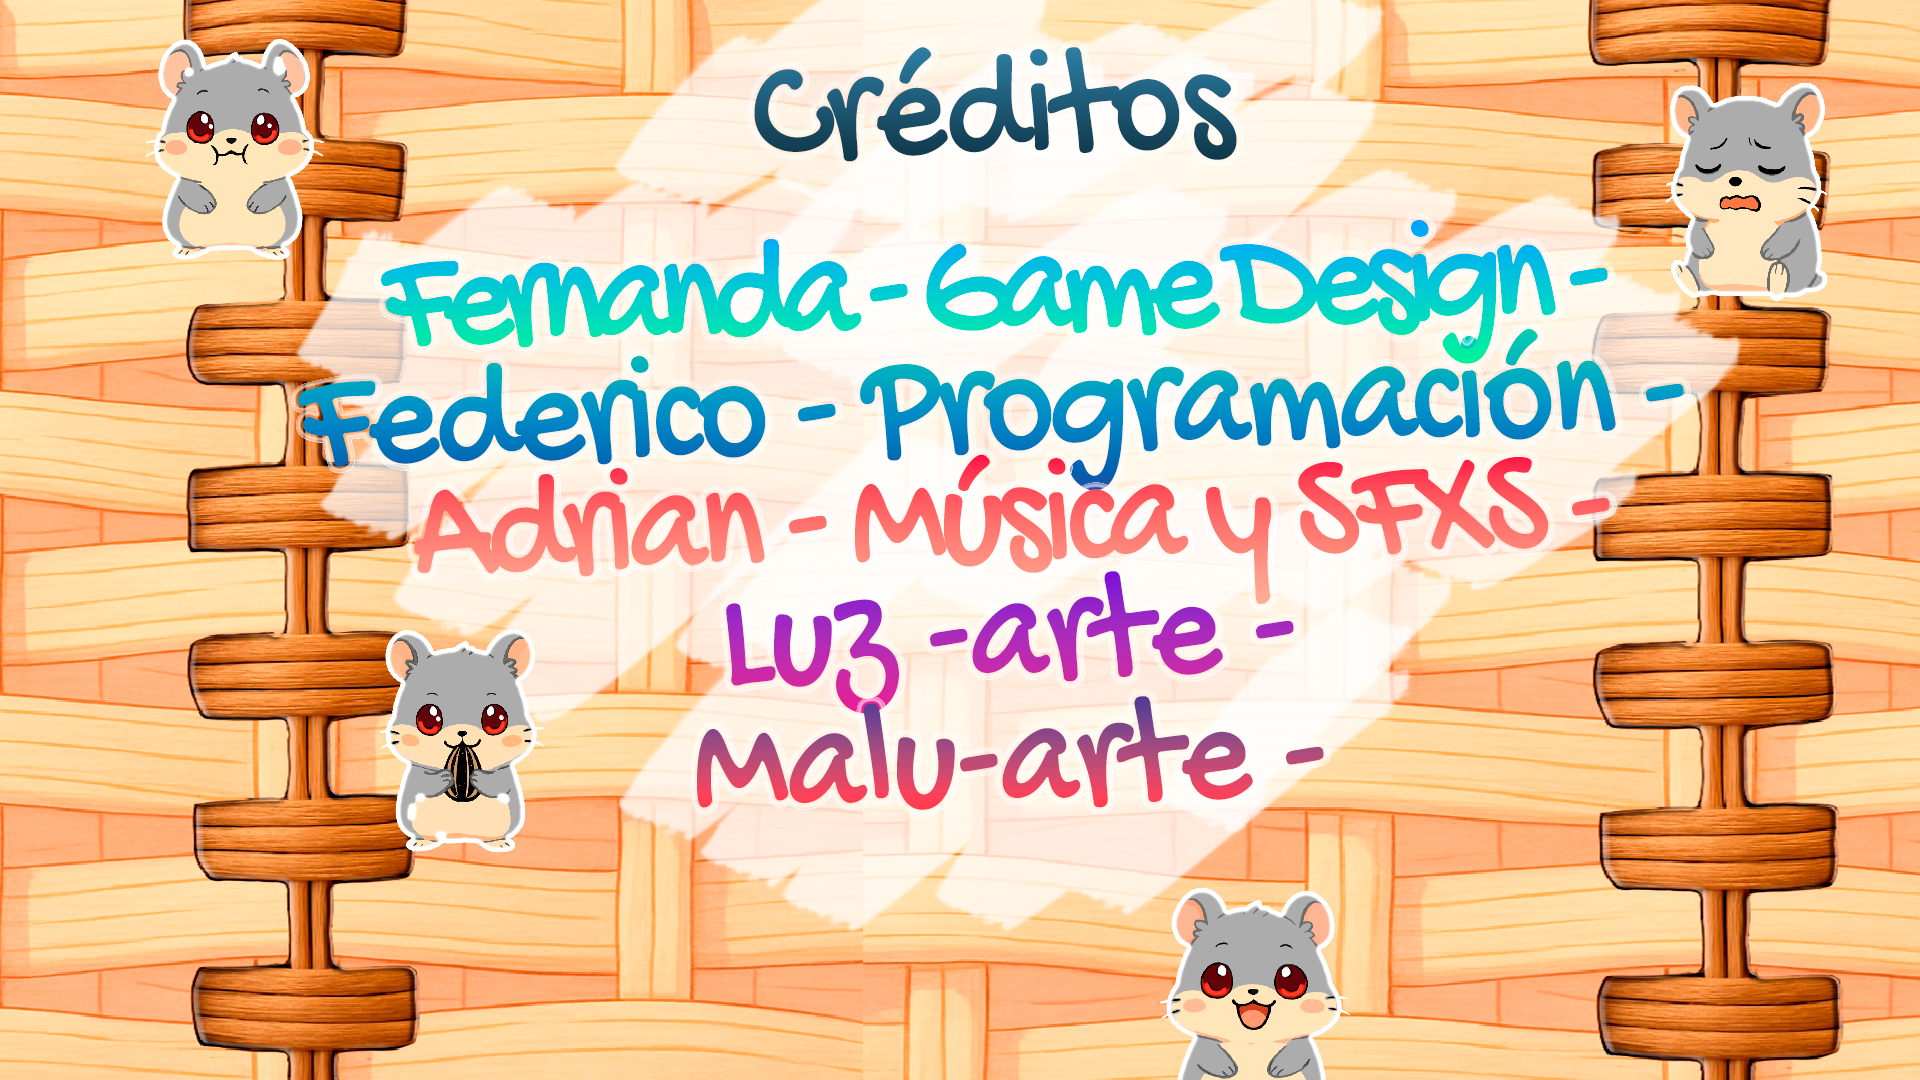 Créditos
Fernanda - Game Design -
Federico - Programación -
Adrian - Música y SFXS -
Luz -arte -
Malu-arte -